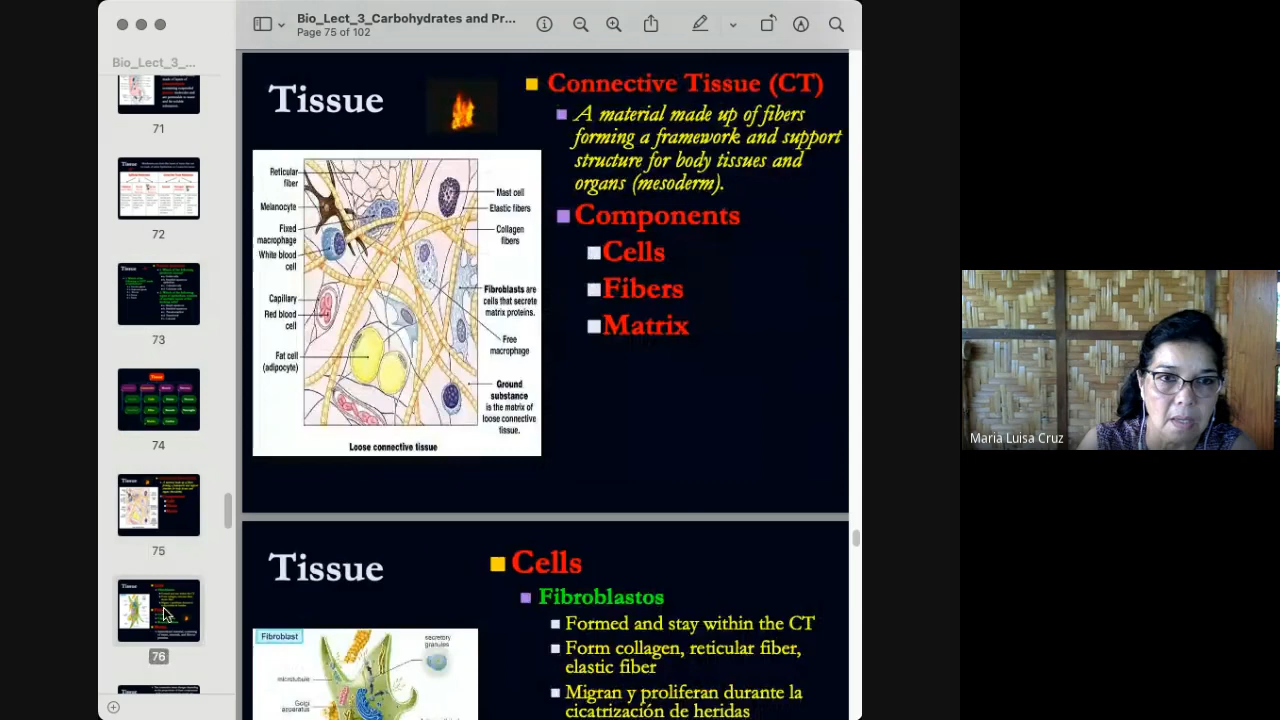 Bio_Lect_3_Carbohydrates and Pr...
Page 75 of 102
Bio_Lect_3_...
71
72
73
74
75
76
Tissue
Connective Tissue (CT)
A material made up of fibers
forming a framework and support
structure for body tissues and
organs (mesoderm).
Components
Cells
Fibers
Matrix
Reticular
fiber
Melanocyte
Fixed
macrophage
White blood
cell
Capillary
Red blood
cell
Fat cell
(adipocyte)
Mast cell
Elastic fibers
Collagen
fibers
Fibroblasts are
cells that secrete
matrix proteins.
Free
macrophage
Ground
substance
is the matrix of
loose connective
tissue.
Loose connective tissue
Tissue
Cells
Fibroblastos
Formed and stay within the CT
Form collagen, reticular fiber,
elastic fiber
Migran y proliferan durante la
cicatrización de heridas
Fibroblast
secretory
granules
microtubule
Golgi
apparatus
Maria Luisa Cruz